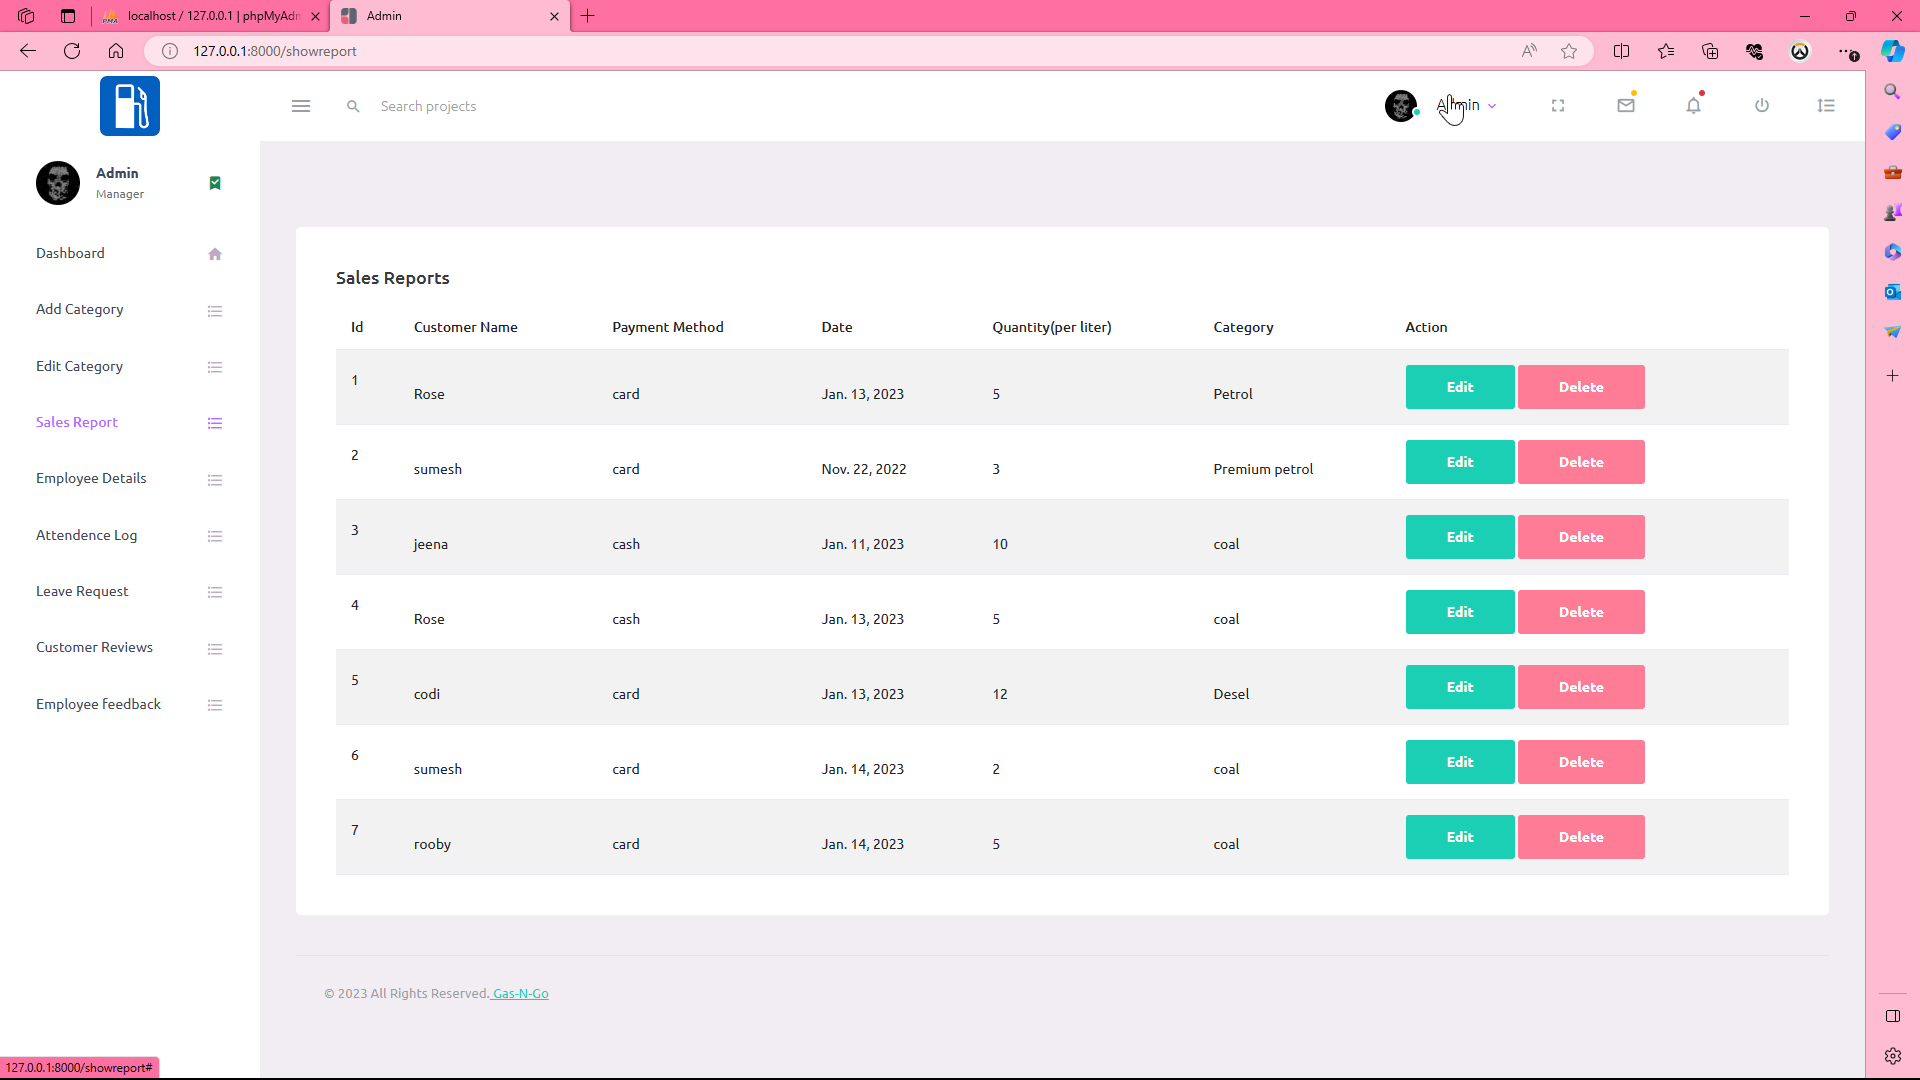 localhost / 127.0.0.1 | phpMyAdm
Admin
127.0.0.1:8000/showreport
Search projects
Admin
Admin
Manager
Dashboard
Add Category
Edit Category
Sales Report
Employee Details
Attendence Log
Leave Request
Customer Reviews
Employee feedback
Sales Reports
Id Customer Name Payment Method Date Quantity(per liter) Category Action
1 Rose card Jan. 13, 2023 5 Petrol Edit Delete
2 sumesh card Nov. 22, 2022 3 Premium petrol Edit Delete
3 jeena cash Jan. 11, 2023 10 coal Edit Delete
4 Rose cash Jan. 13, 2023 5 coal Edit Delete
5 codi card Jan. 13, 2023 12 Desel Edit Delete
6 sumesh card Jan. 14, 2023 2 coal Edit Delete
7 rooby card Jan. 14, 2023 5 coal Edit Delete
© 2023 All Rights Reserved. Gas-N-Go
127.0.0.1:8000/showreport#